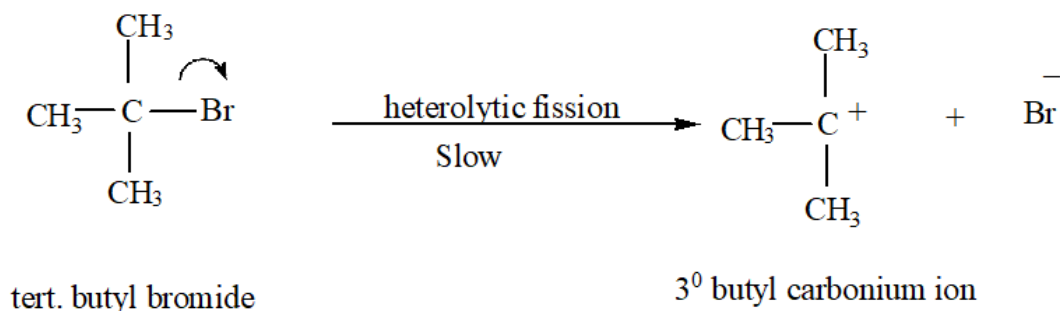 CH₃
CH₃ C Br
CH₃
heterolytic fission
Slow
CH₃
CH₃ C +
CH₃
+ Br⁻
tert. butyl bromide
3⁰ butyl carbonium ion